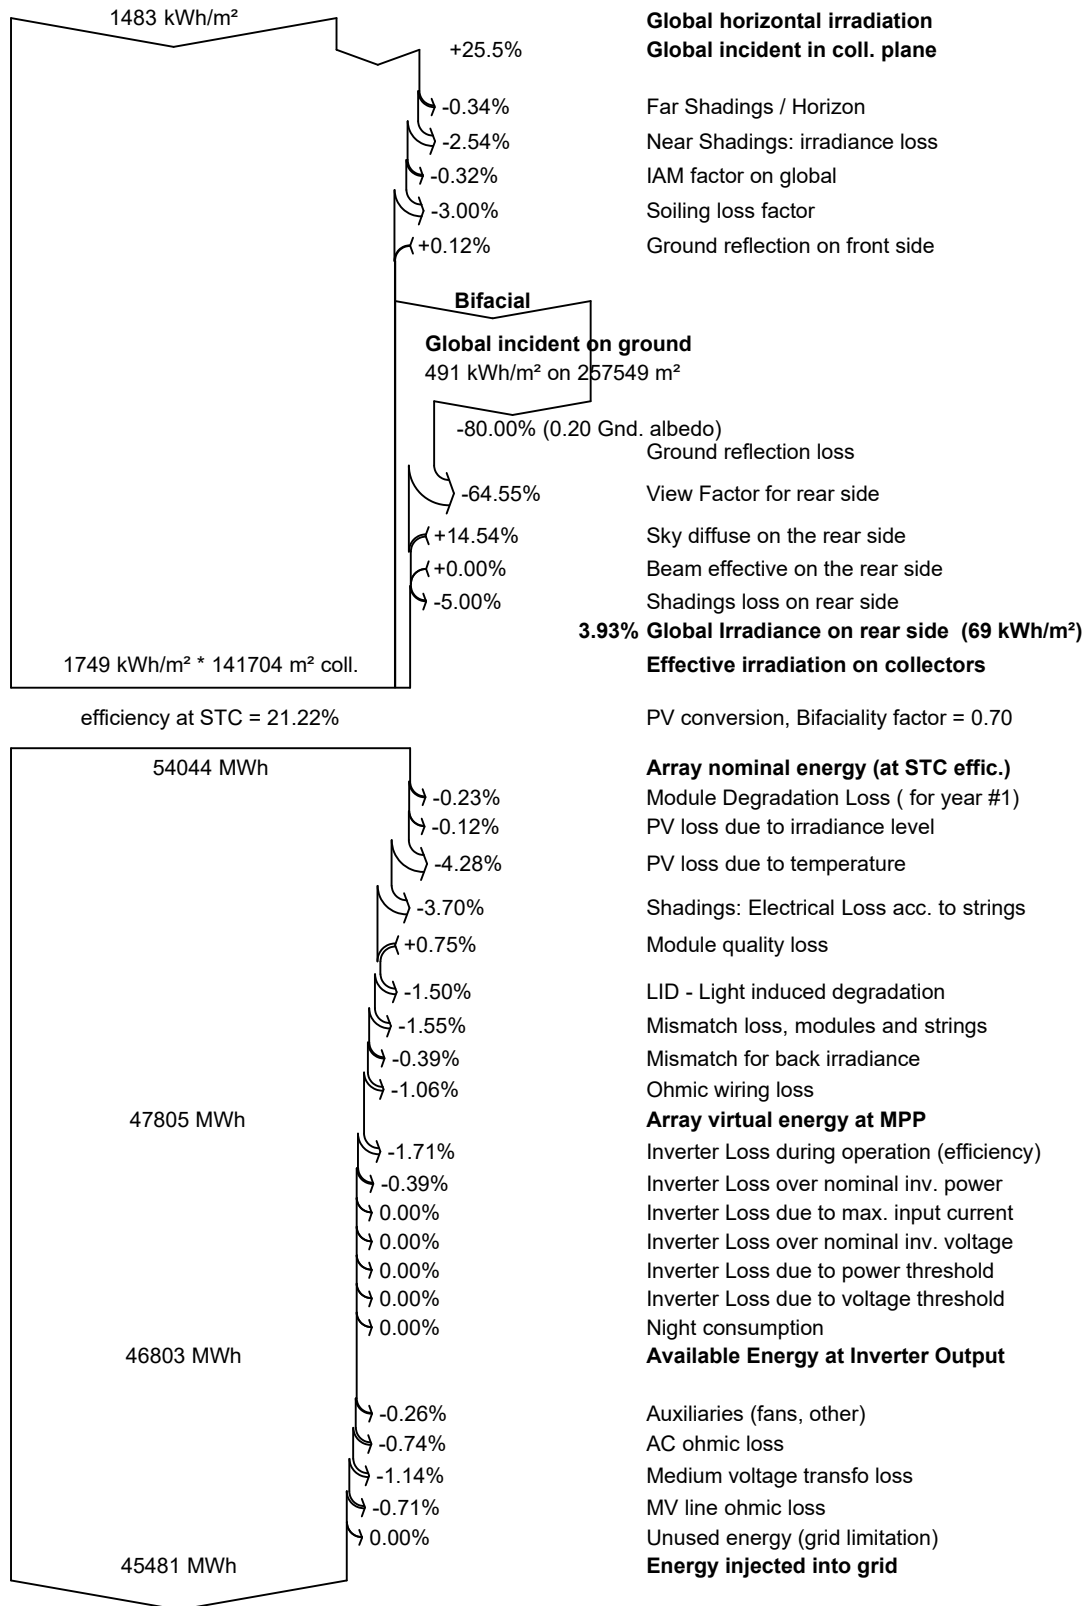 1483 kWh/m² Global horizontal irradiation
+25.5% Global incident in coll. plane
-0.34% Far Shadings / Horizon
-2.54% Near Shadings: irradiance loss
-0.32% IAM factor on global
-3.00% Soiling loss factor
+0.12% Ground reflection on front side
Bifacial
Global incident on ground
491 kWh/m² on 257549 m²
-80.00% (0.20 Gnd. albedo)
Ground reflection loss
-64.55% View Factor for rear side
+14.54% Sky diffuse on the rear side
+0.00% Beam effective on the rear side
-5.00% Shadings loss on rear side
3.93% Global Irradiance on rear side (69 kWh/m²)
1749 kWh/m² * 141704 m² coll. Effective irradiation on collectors
efficiency at STC = 21.22% PV conversion, Bifaciality factor = 0.70
54044 MWh Array nominal energy (at STC effic.)
-0.23% Module Degradation Loss ( for year #1)
-0.12% PV loss due to irradiance level
-4.28% PV loss due to temperature
-3.70% Shadings: Electrical Loss acc. to strings
+0.75% Module quality loss
-1.50% LID - Light induced degradation
-1.55% Mismatch loss, modules and strings
-0.39% Mismatch for back irradiance
-1.06% Ohmic wiring loss
47805 MWh Array virtual energy at MPP
-1.71% Inverter Loss during operation (efficiency)
-0.39% Inverter Loss over nominal inv. power
0.00% Inverter Loss due to max. input current
0.00% Inverter Loss over nominal inv. voltage
0.00% Inverter Loss due to power threshold
0.00% Inverter Loss due to voltage threshold
0.00% Night consumption
46803 MWh Available Energy at Inverter Output
-0.26% Auxiliaries (fans, other)
-0.74% AC ohmic loss
-1.14% Medium voltage transfo loss
-0.71% MV line ohmic loss
0.00% Unused energy (grid limitation)
45481 MWh Energy injected into grid